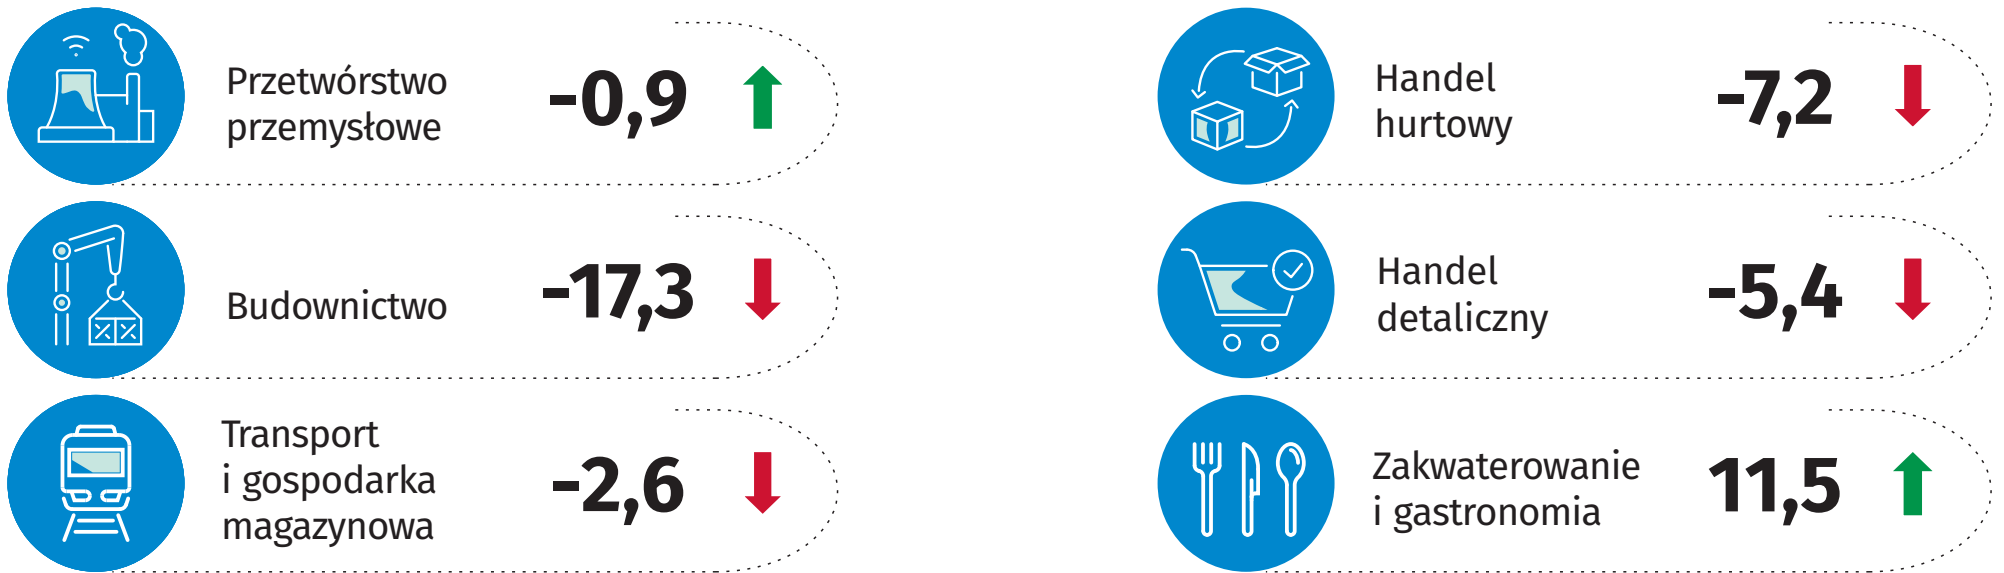 Przetwórstwo
przemysłowe
-0,9
Budownictwo
-17,3
Transport
i gospodarka
magazynowa
-2,6
Handel
hurtowy
-7,2
Handel
detaliczny
-5,4
Zakwaterowanie
i gastronomia
11,5